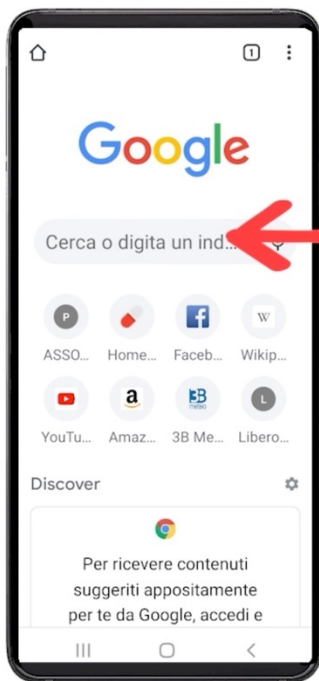 1
Google
Cerca o digita un ind...
P
W
ASSO... Home... Faceb... Wikip...
a 3B meteo L
YouTu... Amaz... 3B Me... Libero...
Discover
Per ricevere contenuti
suggeriti appositamente
per te da Google, accedi e